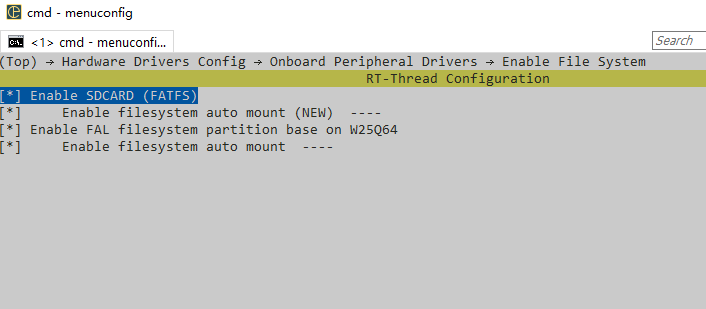 cmd - menuconfig
<1> cmd - menuconfi...
Search
(Top) → Hardware Drivers Config → Onboard Peripheral Drivers → Enable File System
RT-Thread Configuration
[*] Enable SDCARD (FATFS)
[*]     Enable filesystem auto mount (NEW)  ----
[*] Enable FAL filesystem partition base on W25Q64
[*]     Enable filesystem auto mount  ----